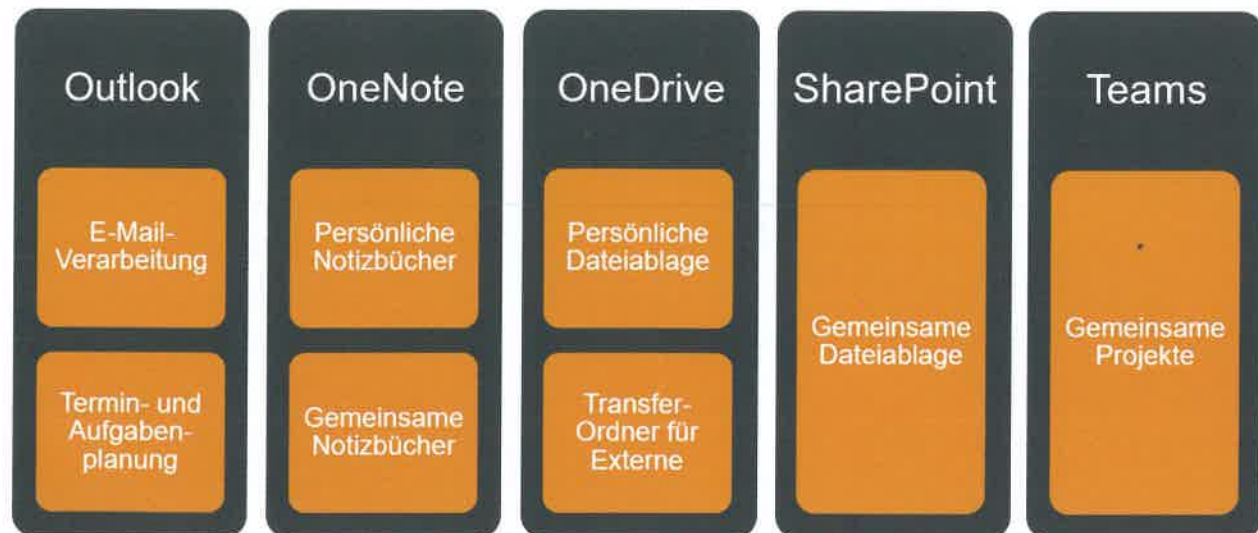 Outlook
E-Mail-
Verarbeitung
Termin- und
Aufgaben-
planung
OneNote
Persönliche
Notizbücher
Gemeinsame
Notizbücher
OneDrive
Persönliche
Dateiablage
Transfer-
Ordner für
Externe
SharePoint
Gemeinsame
Dateiablage
Teams
Gemeinsame
Projekte